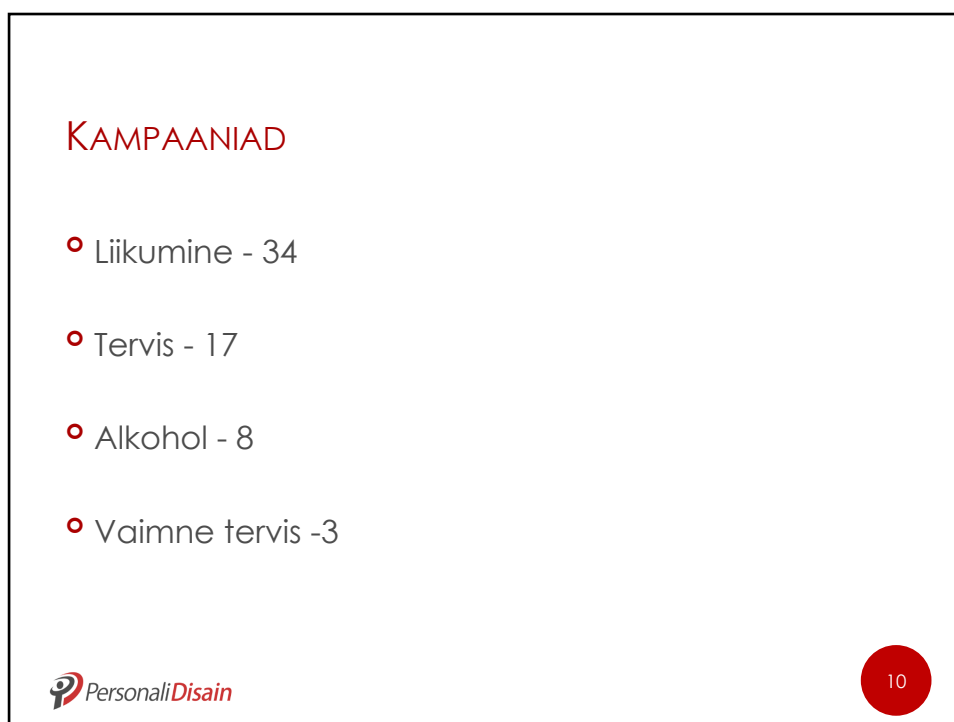 KAMPAANIAD
Liikumine - 34
Tervis - 17
Alkohol - 8
Vaimne tervis -3
PersonaliDisain
10